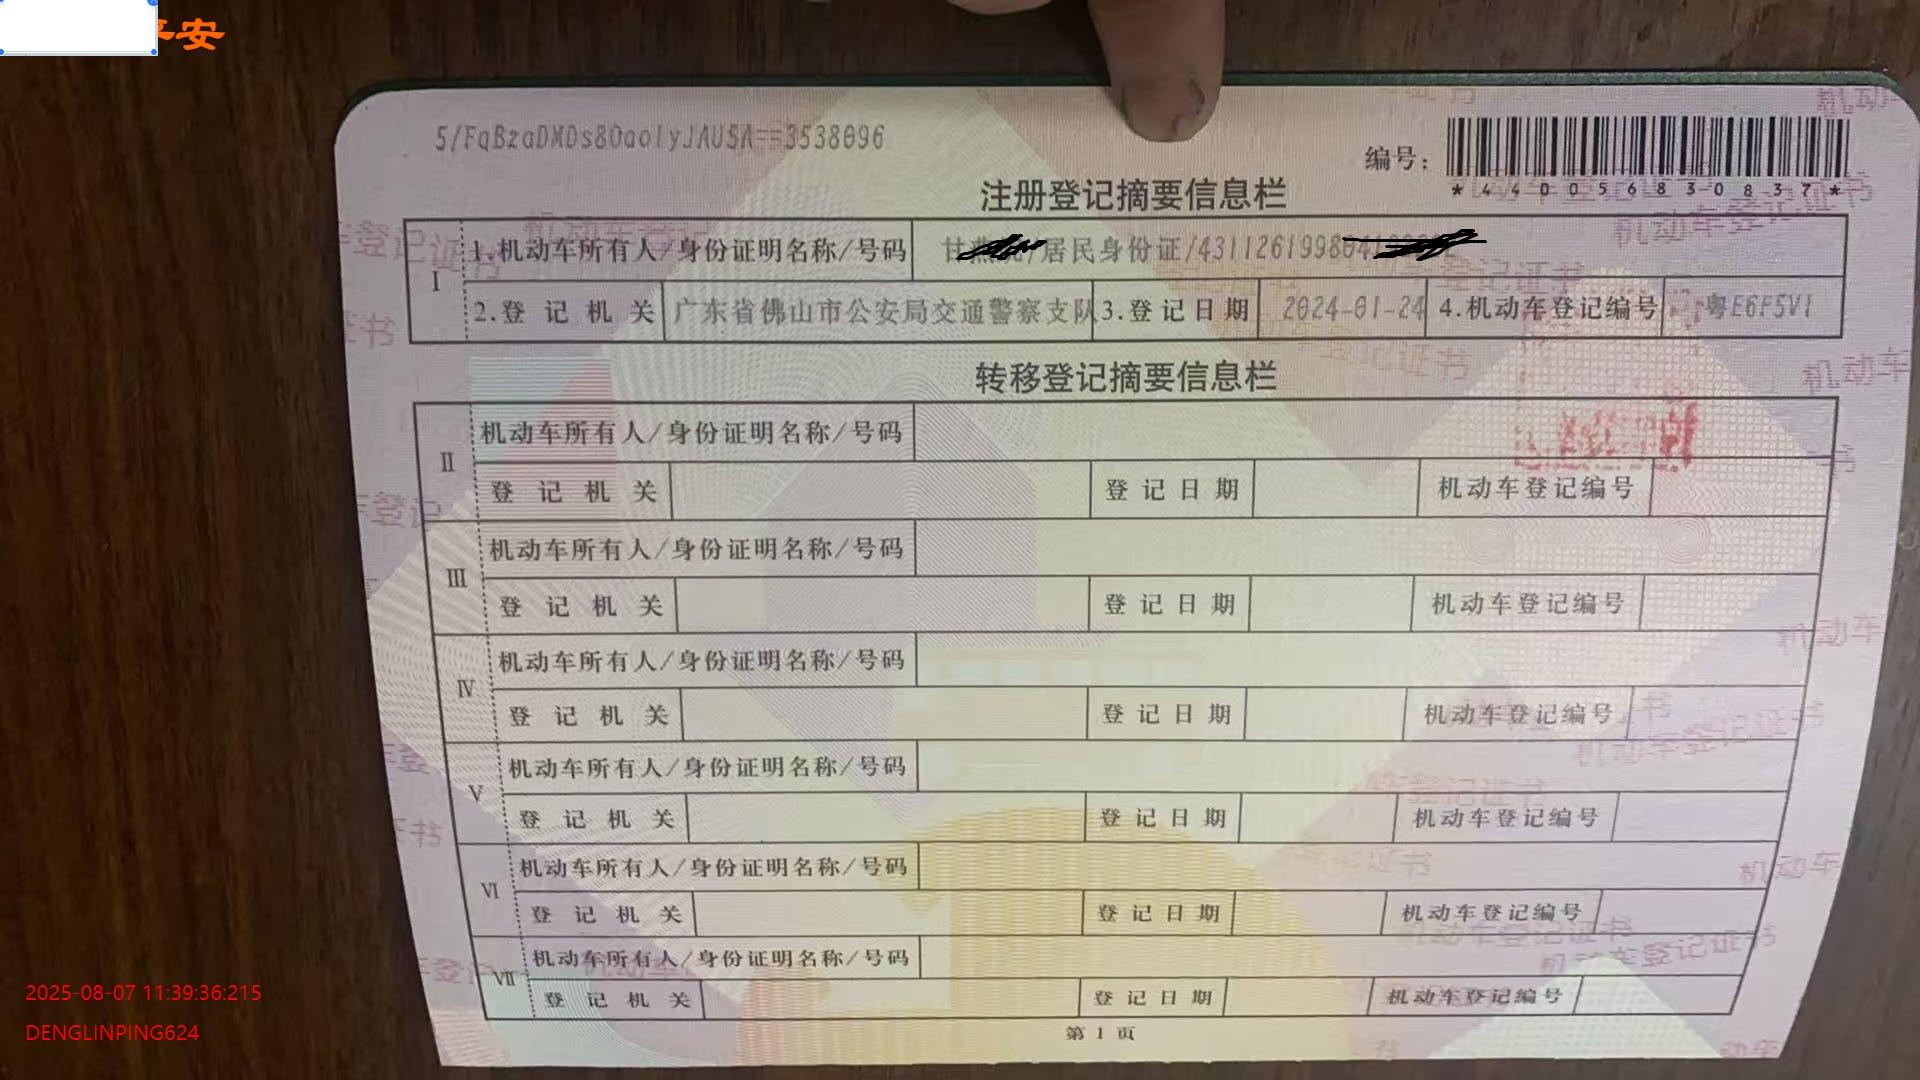 安
5/FqBzaDMDs8OaolyJAUSA==3538096
编号：
*440056830837*
注册登记摘要信息栏
I
1.机动车所有人/身份证明名称/号码
甘 /居民身份证/4311261998
2.登记机关 广东省佛山市公安局交通警察支队 3.登记日期 2024-01-24 4.机动车登记编号 粤E6F5V1
转移登记摘要信息栏
II
机动车所有人/身份证明名称/号码
登记机关 登记日期 机动车登记编号
III
机动车所有人/身份证明名称/号码
登记机关 登记日期 机动车登记编号
IV
机动车所有人/身份证明名称/号码
登记机关 登记日期 机动车登记编号
V
机动车所有人/身份证明名称/号码
登记机关 登记日期 机动车登记编号
VI
机动车所有人/身份证明名称/号码
登记机关 登记日期 机动车登记编号
VII
机动车所有人/身份证明名称/号码
登记机关 登记日期 机动车登记编号
第 1 页
2025-08-07 11:39:36:215
DENGLINPING624